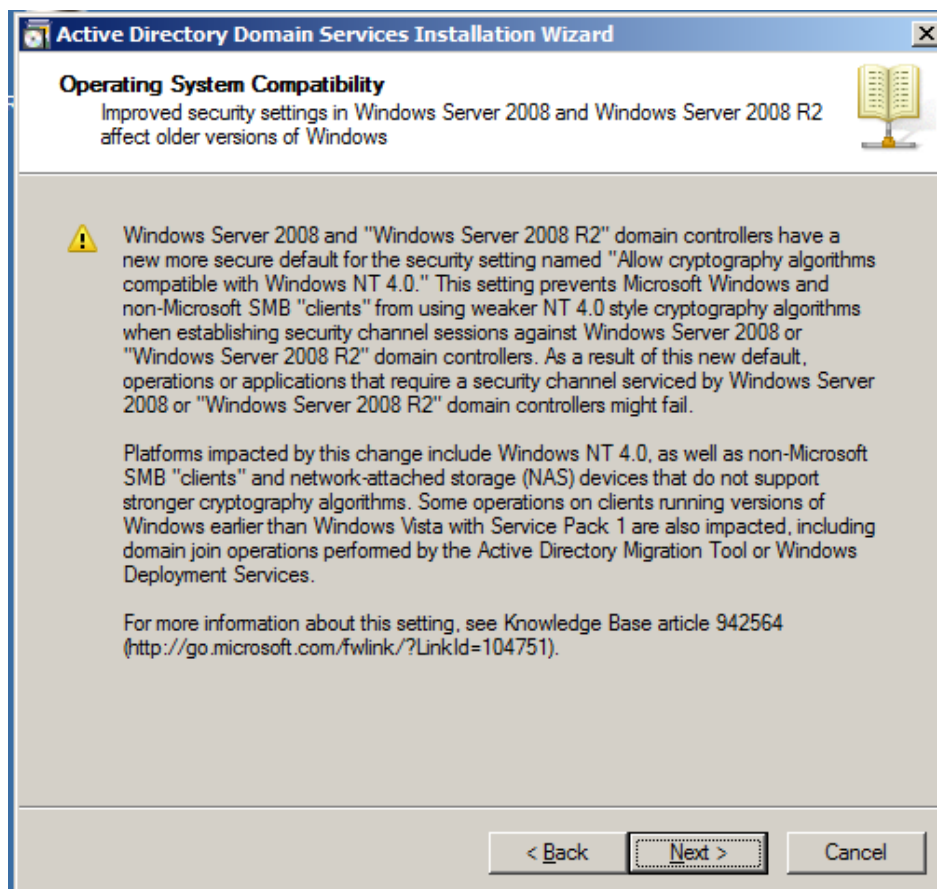 Active Directory Domain Services Installation Wizard
Operating System Compatibility
Improved security settings in Windows Server 2008 and Windows Server 2008 R2
affect older versions of Windows
Windows Server 2008 and "Windows Server 2008 R2" domain controllers have a
new more secure default for the security setting named "Allow cryptography algorithms
compatible with Windows NT 4.0." This setting prevents Microsoft Windows and
non-Microsoft SMB "clients" from using weaker NT 4.0 style cryptography algorithms
when establishing security channel sessions against Windows Server 2008 or
"Windows Server 2008 R2" domain controllers. As a result of this new default,
operations or applications that require a security channel serviced by Windows Server
2008 or "Windows Server 2008 R2" domain controllers might fail.
Platforms impacted by this change include Windows NT 4.0, as well as non-Microsoft
SMB "clients" and network-attached storage (NAS) devices that do not support
stronger cryptography algorithms. Some operations on clients running versions of
Windows earlier than Windows Vista with Service Pack 1 are also impacted, including
domain join operations performed by the Active Directory Migration Tool or Windows
Deployment Services.
For more information about this setting, see Knowledge Base article 942564
(http://go.microsoft.com/fwlink/?LinkId=104751).
< Back
Next >
Cancel